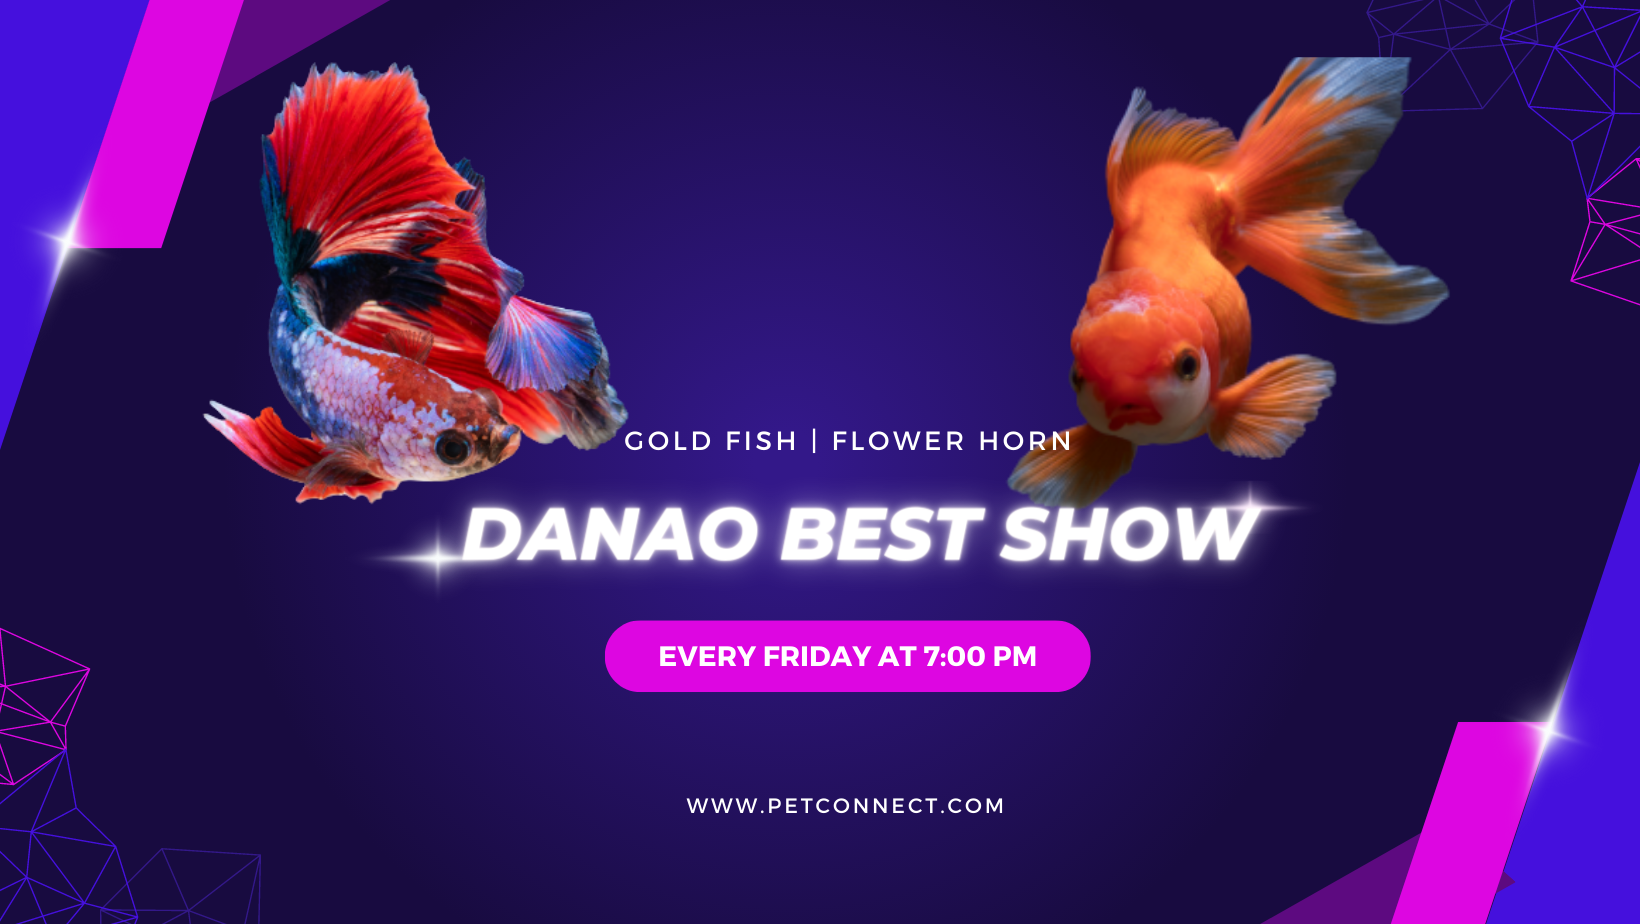 GOLD FISH | FLOWER HORN
DANAO BEST SHOW
EVERY FRIDAY AT 7:00 PM
WWW.PETCONNECT.COM